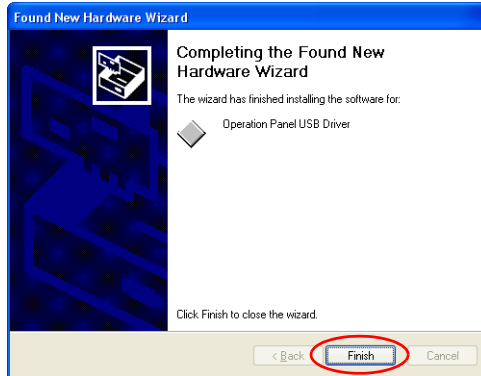 Found New Hardware Wizard
Completing the Found New
Hardware Wizard
The wizard has finished installing the software for:
Operation Panel USB Driver
Click Finish to close the wizard.
< Back Finish Cancel